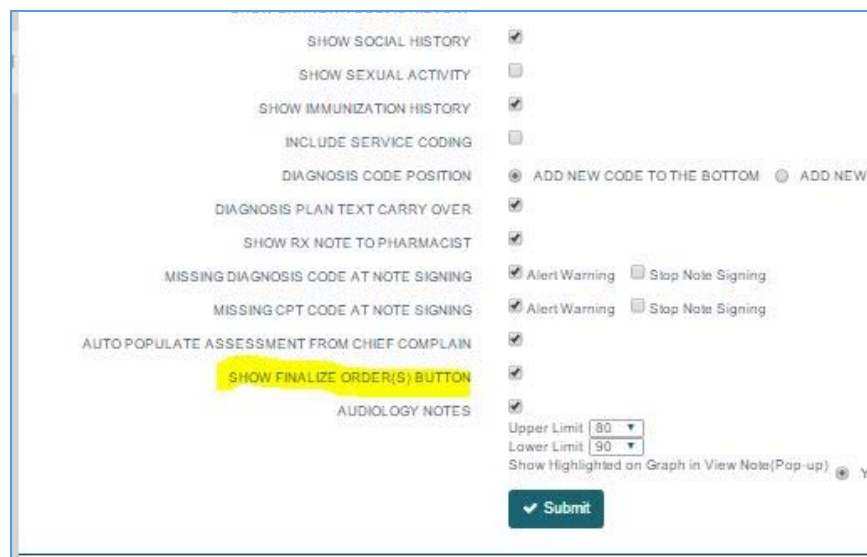 SHOW SOCIAL HISTORY
SHOW SEXUAL ACTIVITY
SHOW IMMUNIZATION HISTORY
INCLUDE SERVICE CODING
DIAGNOSIS CODE POSITION ADD NEW CODE TO THE BOTTOM ADD NEW
DIAGNOSIS PLAN TEXT CARRY OVER
SHOW RX NOTE TO PHARMACIST
MISSING DIAGNOSIS CODE AT NOTE SIGNING Alert Warning Stop Note Signing
MISSING CPT CODE AT NOTE SIGNING Alert Warning Stop Note Signing
AUTO POPULATE ASSESSMENT FROM CHIEF COMPLAIN
SHOW FINALIZE ORDER(S) BUTTON
AUDIOLOGY NOTES
Upper Limit 80
Lower Limit 90
Show Highlighted on Graph in View Note(Pop-up) Y
Submit